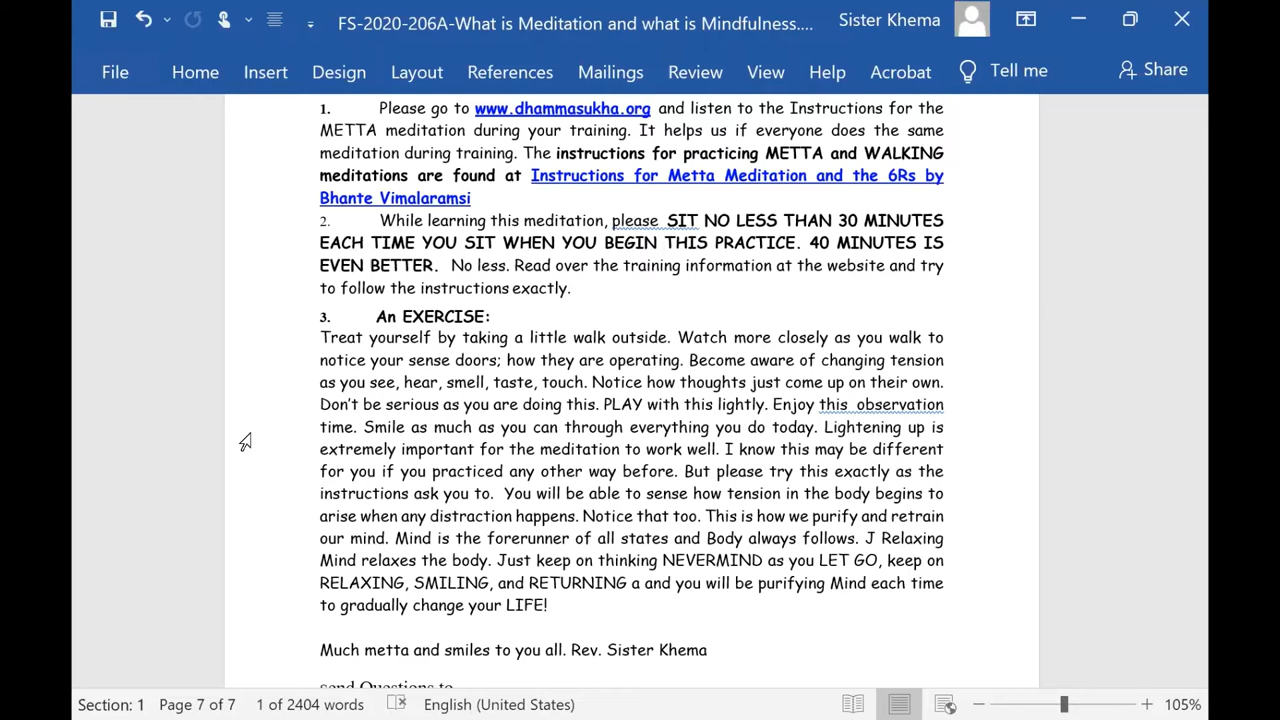 FS-2020-206A-What is Meditation and what is Mindfulness....
Sister Khema
File Home Insert Design Layout References Mailings Review View Help Acrobat Tell me Share
1. Please go to www.dhammasukha.org and listen to the Instructions for the
METTA meditation during your training. It helps us if everyone does the same
meditation during training. The instructions for practicing METTA and WALKING
meditations are found at Instructions for Metta Meditation and the 6Rs by
Bhante Vimalaramsi
2. While learning this meditation, please SIT NO LESS THAN 30 MINUTES
EACH TIME YOU SIT WHEN YOU BEGIN THIS PRACTICE. 40 MINUTES IS
EVEN BETTER. No less. Read over the training information at the website and try
to follow the instructions exactly.
3. An EXERCISE:
Treat yourself by taking a little walk outside. Watch more closely as you walk to
notice your sense doors; how they are operating. Become aware of changing tension
as you see, hear, smell, taste, touch. Notice how thoughts just come up on their own.
Don't be serious as you are doing this. PLAY with this lightly. Enjoy this observation
time. Smile as much as you can through everything you do today. Lightening up is
extremely important for the meditation to work well. I know this may be different
for you if you practiced any other way before. But please try this exactly as the
instructions ask you to. You will be able to sense how tension in the body begins to
arise when any distraction happens. Notice that too. This is how we purify and retrain
our mind. Mind is the forerunner of all states and Body always follows. J Relaxing
Mind relaxes the body. Just keep on thinking NEVERMIND as you LET GO, keep on
RELAXING, SMILING, and RETURNING a and you will be purifying Mind each time
to gradually change your LIFE!
Much metta and smiles to you all. Rev. Sister Khema
send Questions to
Section: 1 Page 7 of 7 1 of 2404 words English (United States) 105%